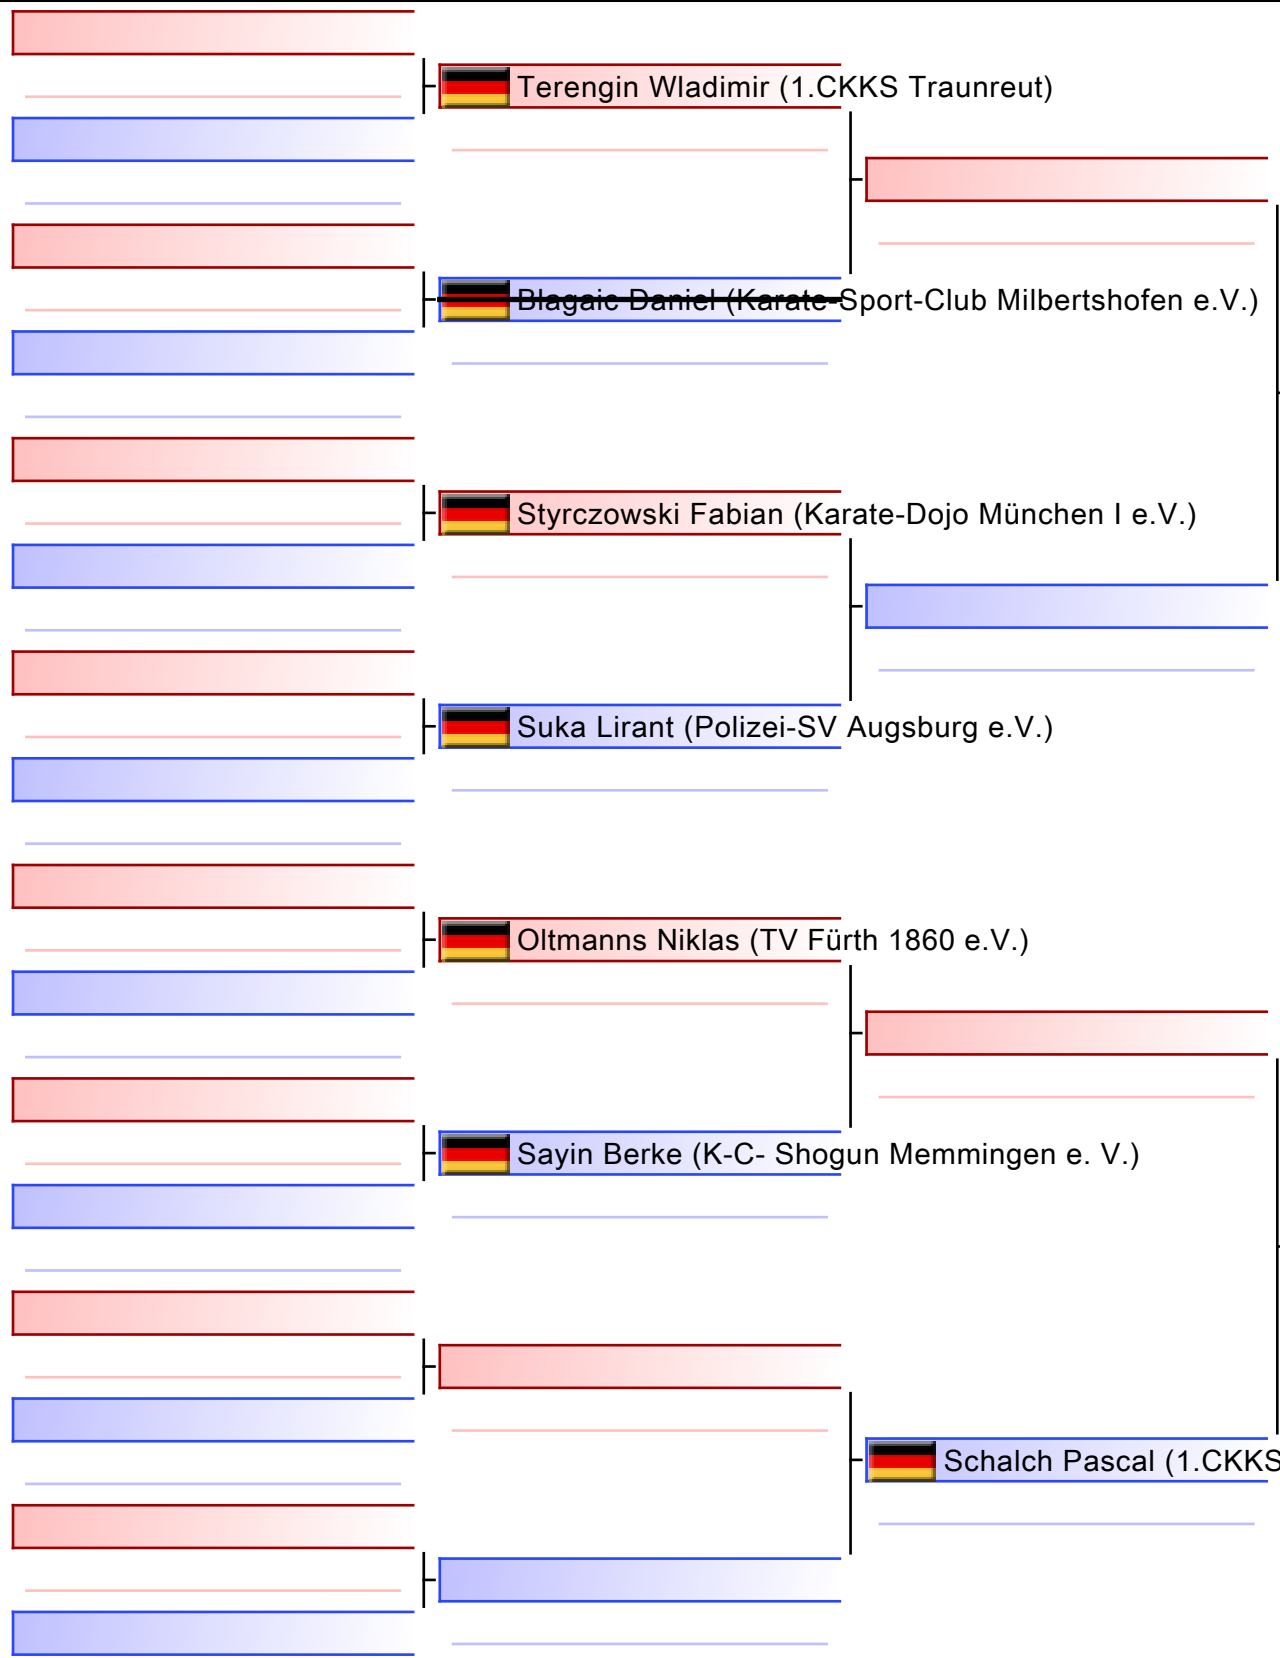 Terengin Wladimir (1.CKKS Traunreut)
Blagaic Daniel (Karate-Sport-Club Milbertshofen e.V.)
Styrczowski Fabian (Karate-Dojo München I e.V.)
Suka Lirant (Polizei-SV Augsburg e.V.)
Oltmanns Niklas (TV Fürth 1860 e.V.)
Sayin Berke (K-C- Shogun Memmingen e. V.)
Schalch Pascal (1.CKKS